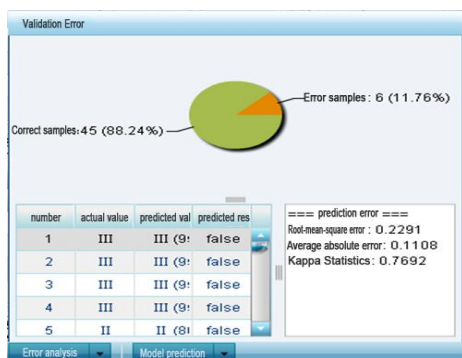 Validation Error
Error samples: 6 (11.76%)
Correct samples:45 (88.24%)
number actual value predicted val predicted res
1 III III (9 false
2 III III (9 false
3 III III (9 false
4 III III (9 false
5 II II (8 false
=== prediction error ===
Root-mean-square error : 0.2291
Average absolute error: 0.1108
Kappa Statistics: 0.7692
Error analysis Model prediction